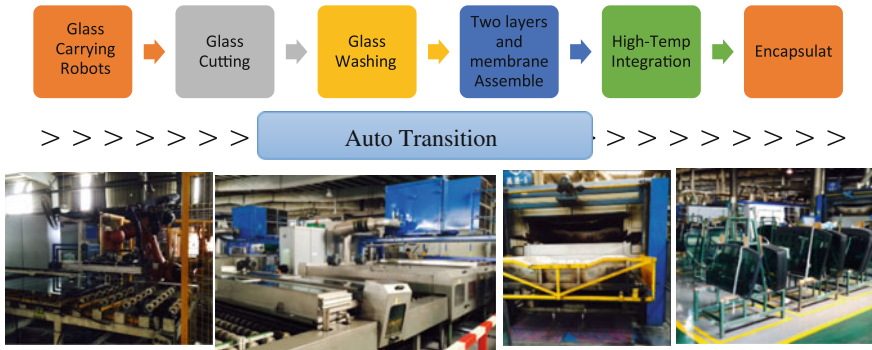 Glass
Carrying
Robots
Glass
Cutting
Glass
Washing
Two layers
and
membrane
Assemble
High-Temp
Integration
Encapsulat
> > > > > > > Auto Transition > > > > > > > >